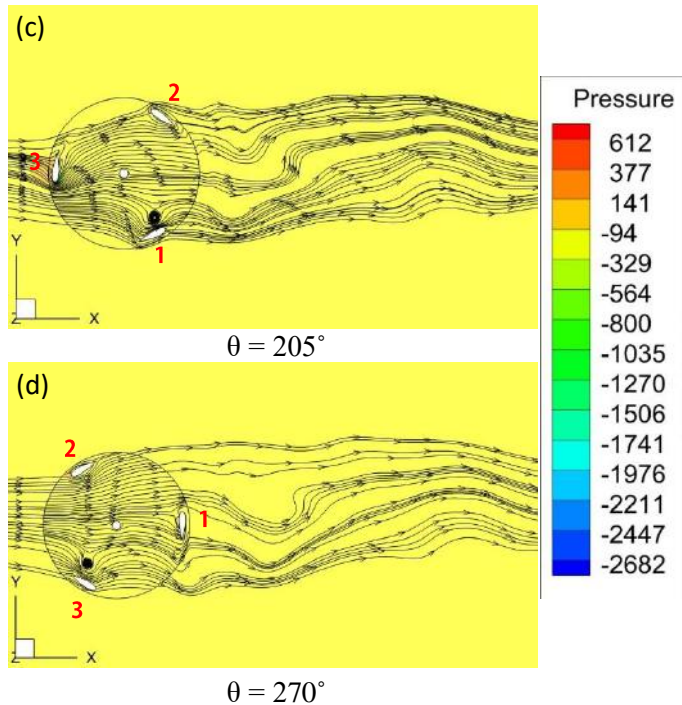 (c)
2
3
1
Y
Z
X
θ = 205°
(d)
2
1
3
Y
Z
X
θ = 270°
Pressure
612
377
141
-94
-329
-564
-800
-1035
-1270
-1506
-1741
-1976
-2211
-2447
-2682